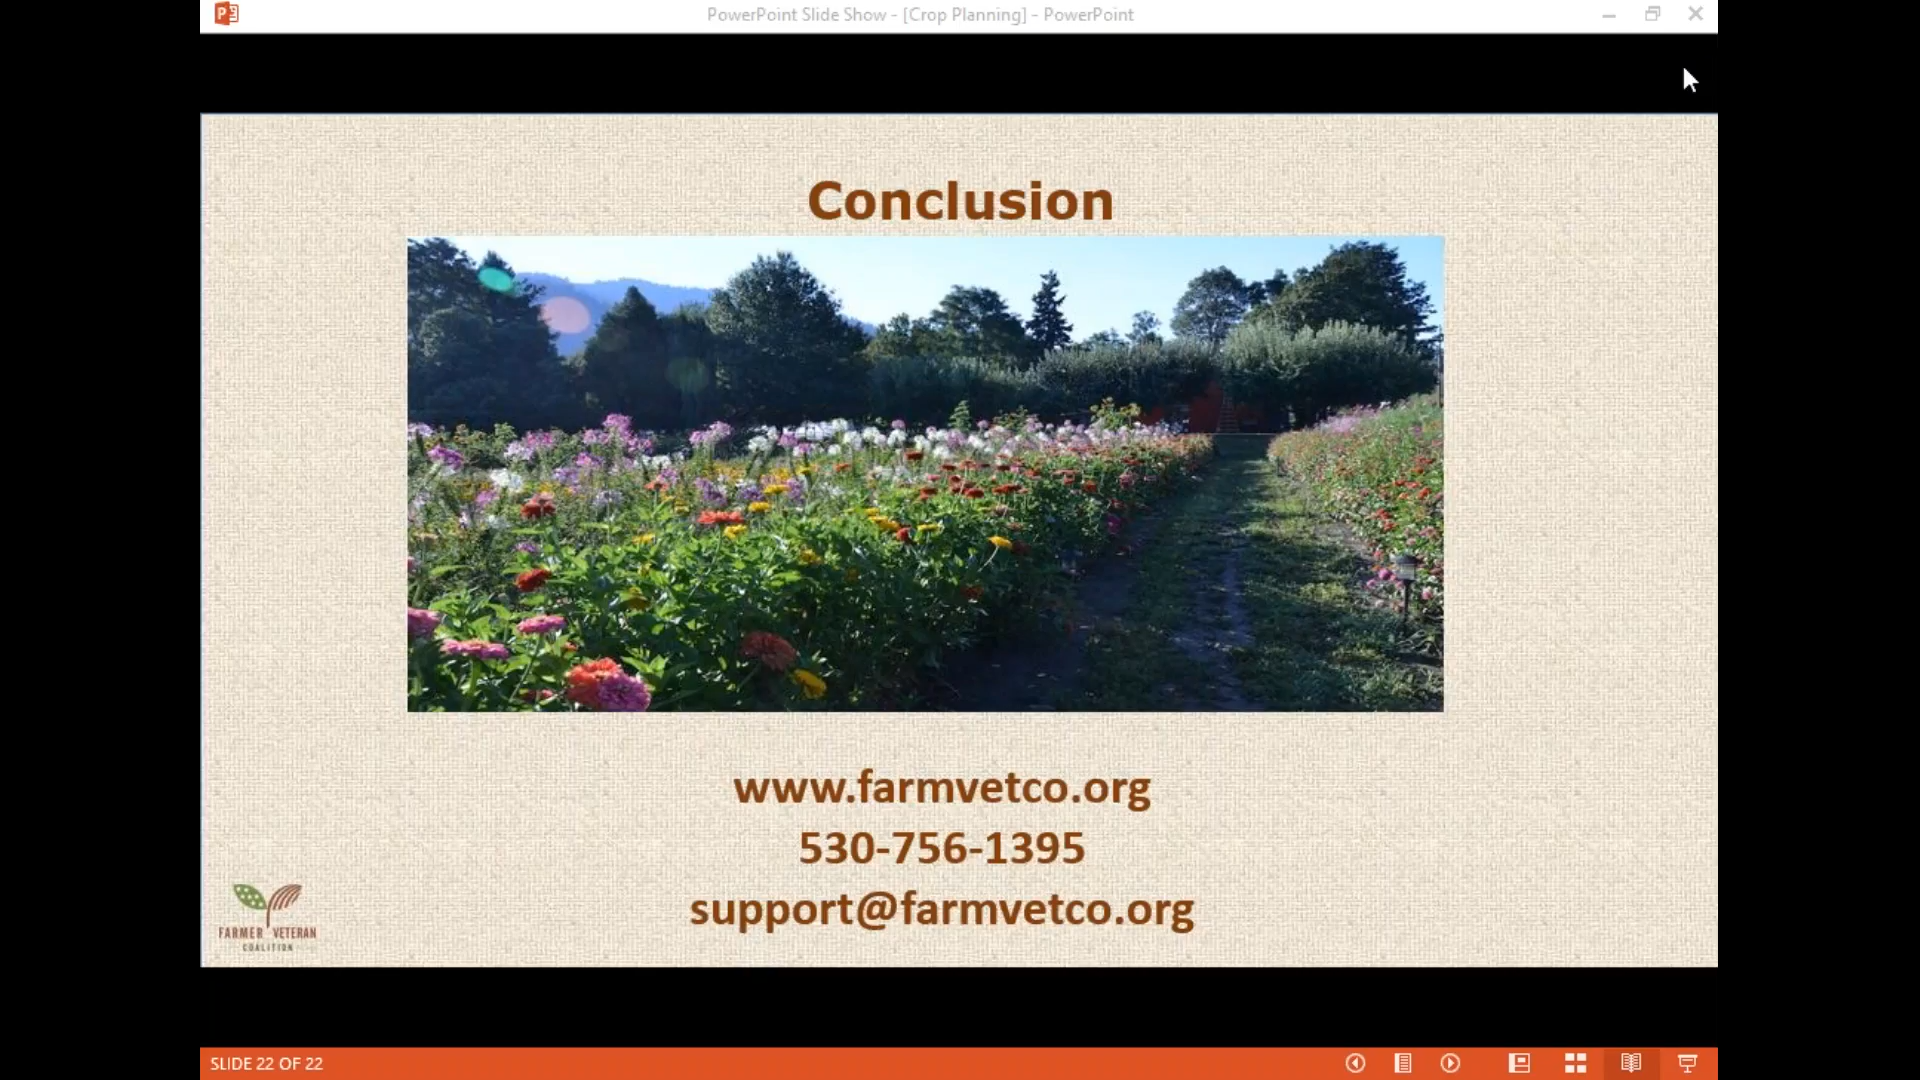 PowerPoint Slide Show - [Crop Planning] - PowerPoint
Conclusion
www.farmvetco.org
530-756-1395
support@farmvetco.org
FARMER VETERAN
COALITION
SLIDE 22 OF 22